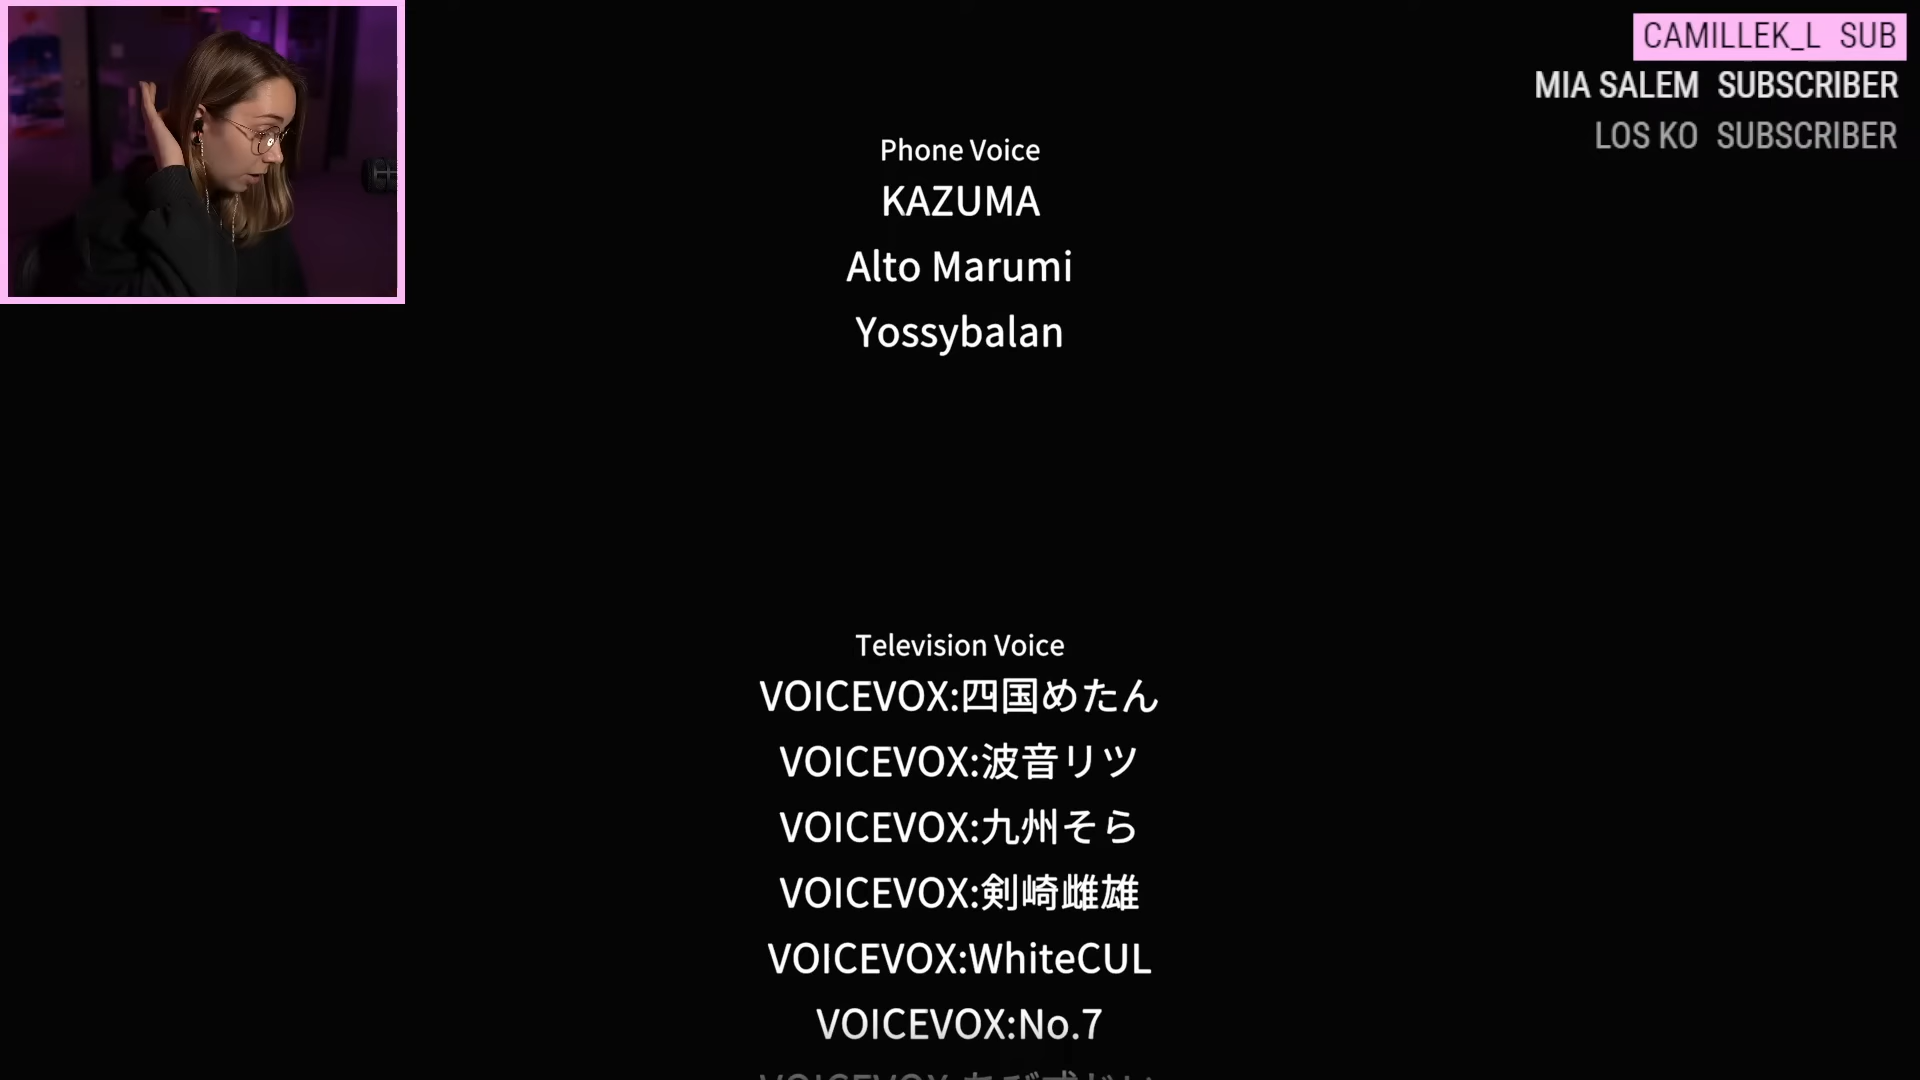 CAMILLEK_L SUB
MIA SALEM SUBSCRIBER
LOS KO SUBSCRIBER
Phone Voice
KAZUMA
Alto Marumi
Yossybalan
Television Voice
VOICEVOX:四国めたん
VOICEVOX:波音リツ
VOICEVOX:九州そら
VOICEVOX:剣崎雌雄
VOICEVOX:WhiteCUL
VOICEVOX:No.7